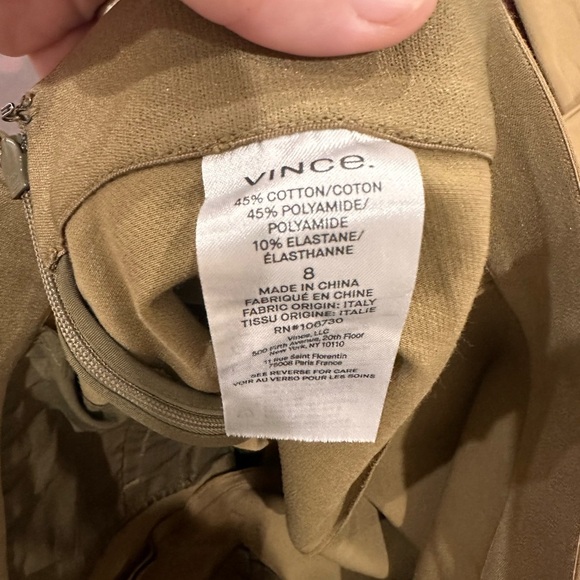 VINCE.
45% COTTON/COTON
45% POLYAMIDE/
POLYAMIDE
10% ELASTANE/
ÉLASTHANNE
8
MADE IN CHINA
FABRIQUÉ EN CHINE
FABRIC ORIGIN: ITALY
TISSU ORIGINE: ITALIE
RN#106730
Vince, LLC
500 Fifth Avenue, 20th Floor
New York, NY 10110
11 Rue Saint Florentin
75008 Paris France
SEE REVERSE FOR CARE
VOIR AU VERSO POUR LES SOINS